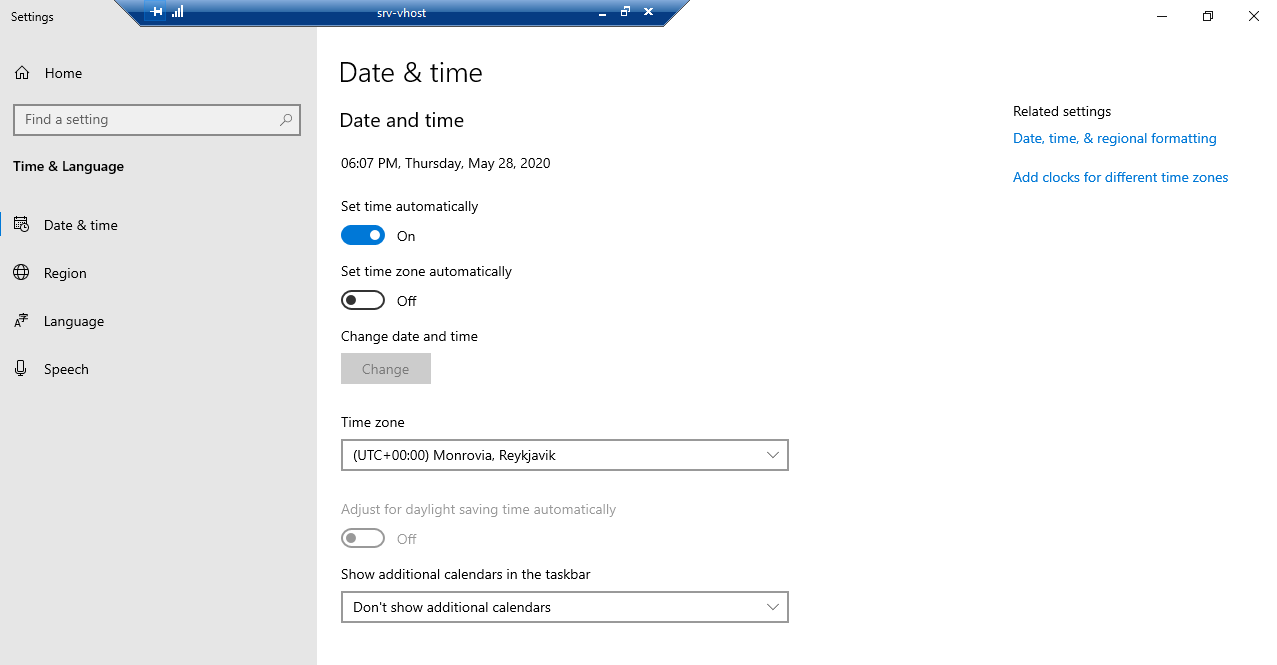 Settings
srv-vhost
Home
Find a setting
Time & Language
Date & time
Region
Language
Speech
Date & time
Date and time
06:07 PM, Thursday, May 28, 2020
Set time automatically
On
Set time zone automatically
Off
Change date and time
Change
Time zone
(UTC+00:00) Monrovia, Reykjavik
Adjust for daylight saving time automatically
Off
Show additional calendars in the taskbar
Don't show additional calendars
Related settings
Date, time, & regional formatting
Add clocks for different time zones